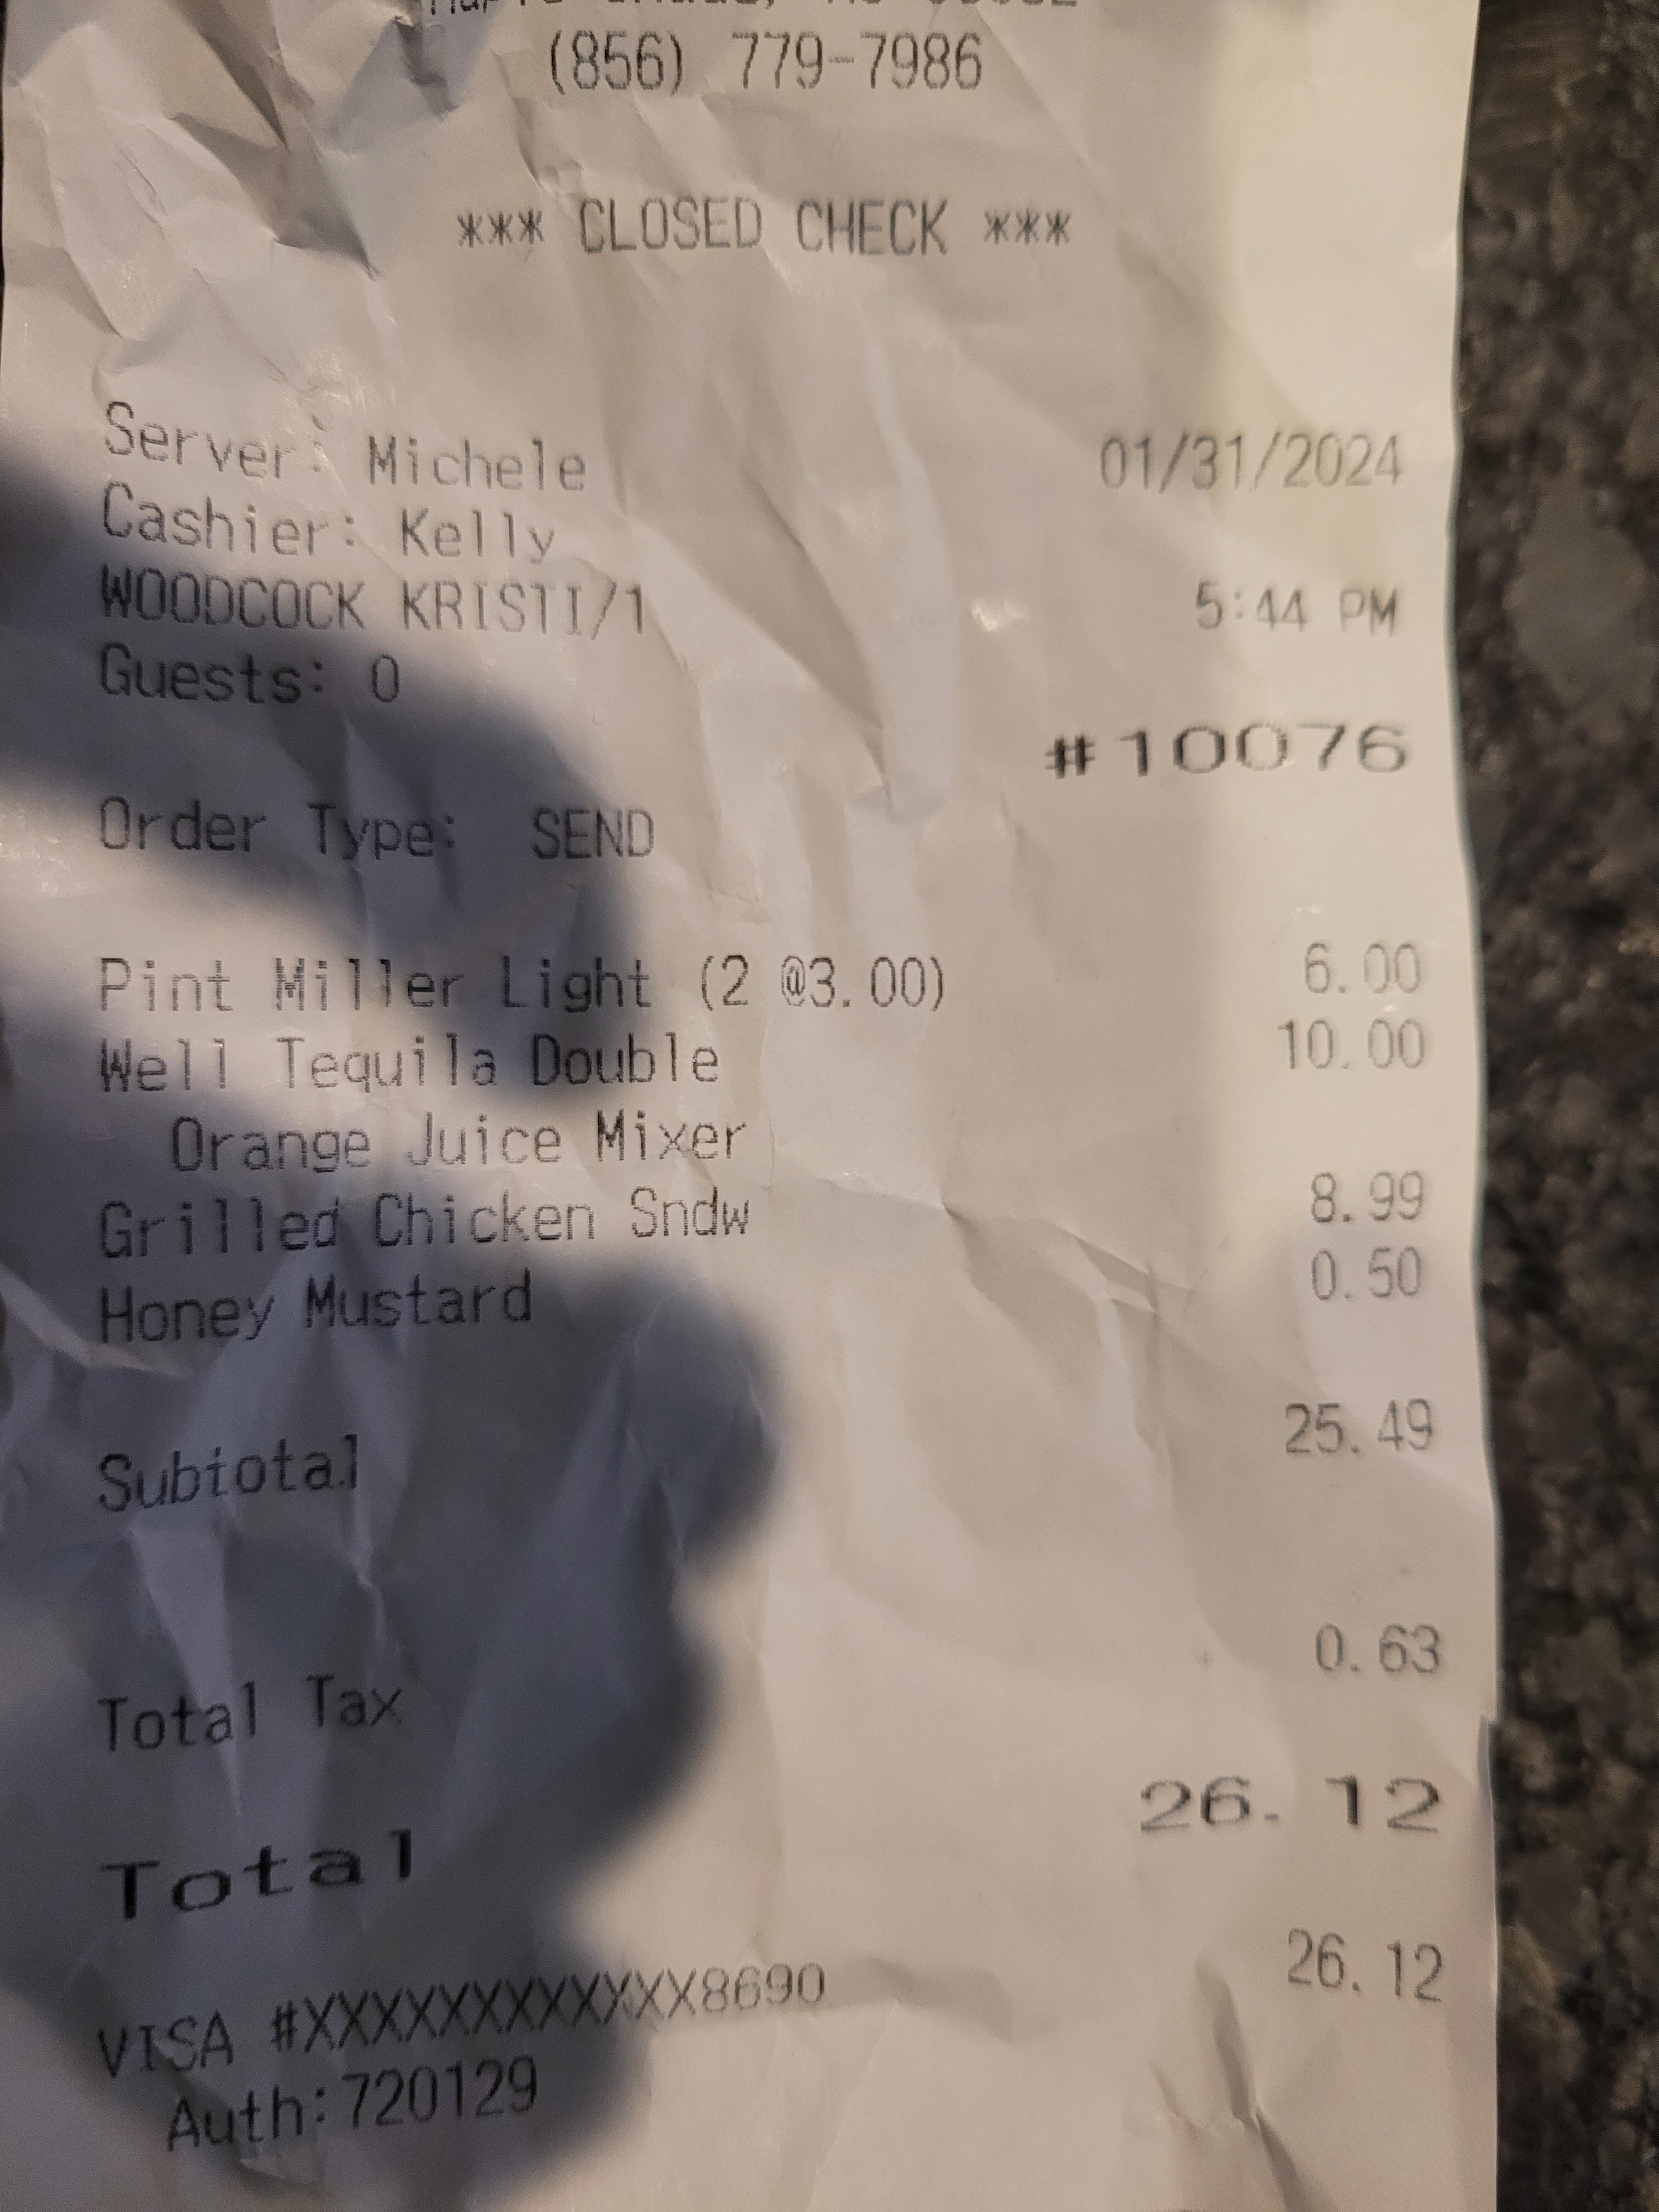 (856) 779-7986
*** CLOSED CHECK ***
Server: Michele 01/31/2024
Cashier: Kelly
WOODCOCK KRISTI/1 5:44 PM
Guests: 0
#10076
Order Type: SEND
Pint Miller Light (2 @3.00) 6.00
Well Tequila Double 10.00
Orange Juice Mixer
Grilled Chicken Sndw 8.99
Honey Mustard 0.50
Subtotal 25.49
Total Tax 0.63
Total 26.12
VISA #XXXXXXXXXXXX8690 26.12
Auth:720129